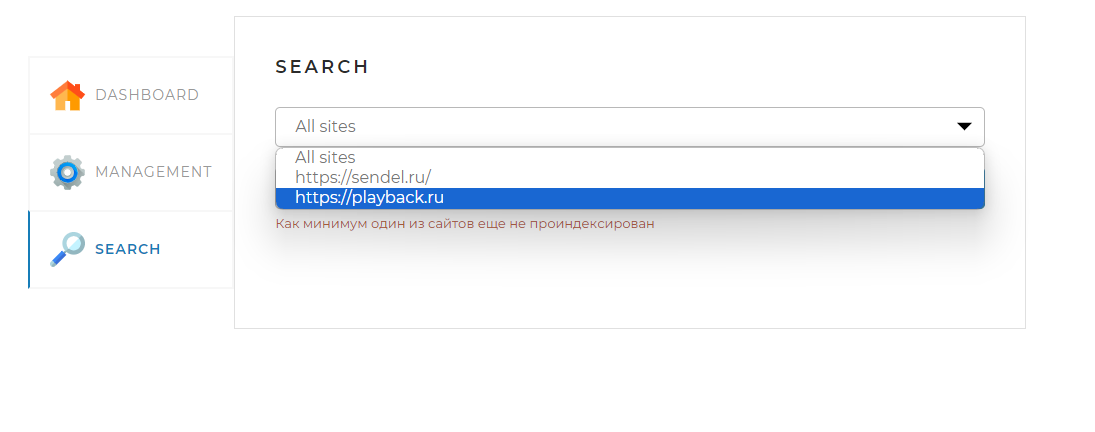 SEARCH
DASHBOARD
All sites
All sites
https://sendel.ru/
MANAGEMENT
https://playback.ru
Как минимум один из сайтов еще не проиндексирован
SEARCH